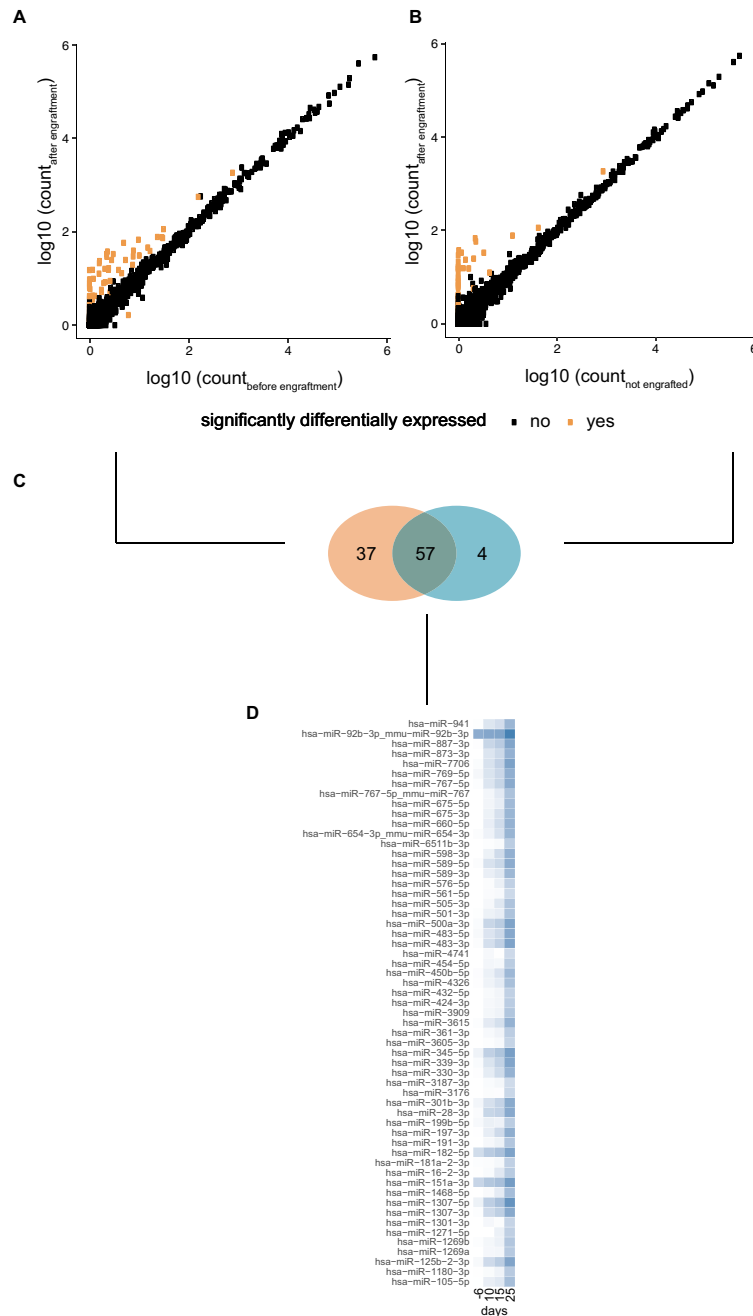 A
B
6
4
2
0
log10 (count after engraftment)
0
2
4
6
log10 (count before engraftment)
6
4
2
0
log10 (count after engraftment)
0
2
4
6
log10 (count not engrafted)
significantly differentially expressed no yes
C
37 57 4
D
hsa−miR−941
hsa−miR−92b−3p_mmu−miR−92b−3p
hsa−miR−887−3p
hsa−miR−873−3p
hsa−miR−7706
hsa−miR−769−5p
hsa−miR−767−5p
hsa−miR−767−5p_mmu−miR−767
hsa−miR−675−5p
hsa−miR−675−3p
hsa−miR−660−5p
hsa−miR−654−3p_mmu−miR−654−3p
hsa−miR−6511b−3p
hsa−miR−598−3p
hsa−miR−589−5p
hsa−miR−589−3p
hsa−miR−576−5p
hsa−miR−561−5p
hsa−miR−505−3p
hsa−miR−501−3p
hsa−miR−500a−3p
hsa−miR−483−5p
hsa−miR−483−3p
hsa−miR−4741
hsa−miR−454−5p
hsa−miR−450b−5p
hsa−miR−4326
hsa−miR−432−5p
hsa−miR−424−3p
hsa−miR−3909
hsa−miR−3615
hsa−miR−361−3p
hsa−miR−3605−3p
hsa−miR−345−5p
hsa−miR−339−3p
hsa−miR−330−3p
hsa−miR−3187−3p
hsa−miR−3176
hsa−miR−301b−3p
hsa−miR−28−3p
hsa−miR−199b−5p
hsa−miR−197−3p
hsa−miR−191−3p
hsa−miR−182−5p
hsa−miR−181a−2−3p
hsa−miR−16−2−3p
hsa−miR−151a−3p
hsa−miR−1468−5p
hsa−miR−1307−5p
hsa−miR−1307−3p
hsa−miR−1301−3p
hsa−miR−1271−5p
hsa−miR−1269b
hsa−miR−1269a
hsa−miR−125b−2−3p
hsa−miR−1180−3p
hsa−miR−105−5p
-6
10
15
25
days